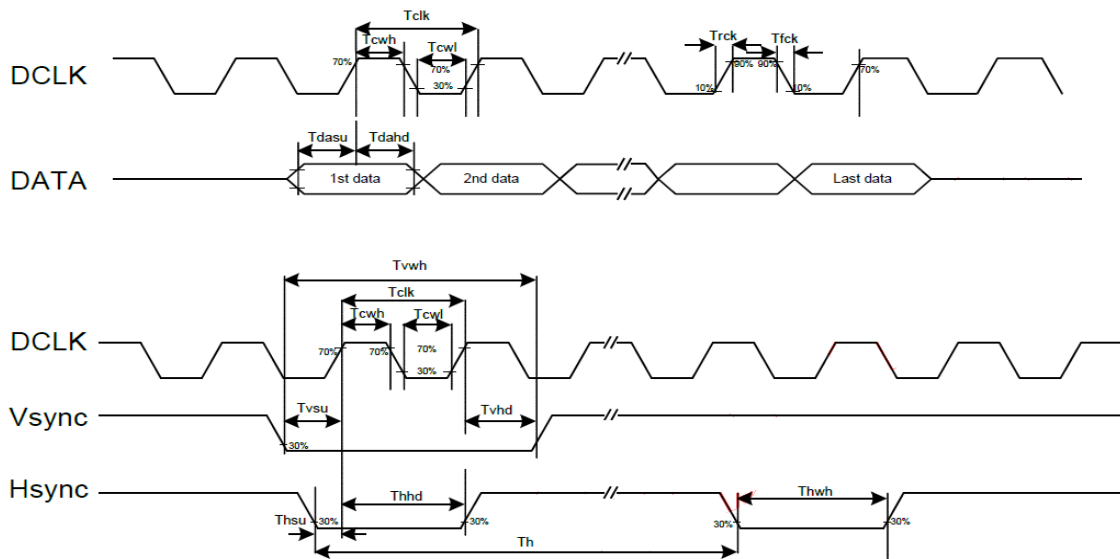 Tclk
Tcwh Tcwl Trck Tfck
DCLK 70% 70% 30% 10% 90% 90% 10% 70%
Tdasu Tdahd
DATA 1st data 2nd data // Last data
Tvwh
Tclk
Tcwh Tcwl
DCLK 70% 70% 70% 30%
Vsync Tvsu Tvhd
30%
Hsync Thhd Thwh
Thsu 30% 30% 30% 30%
Th